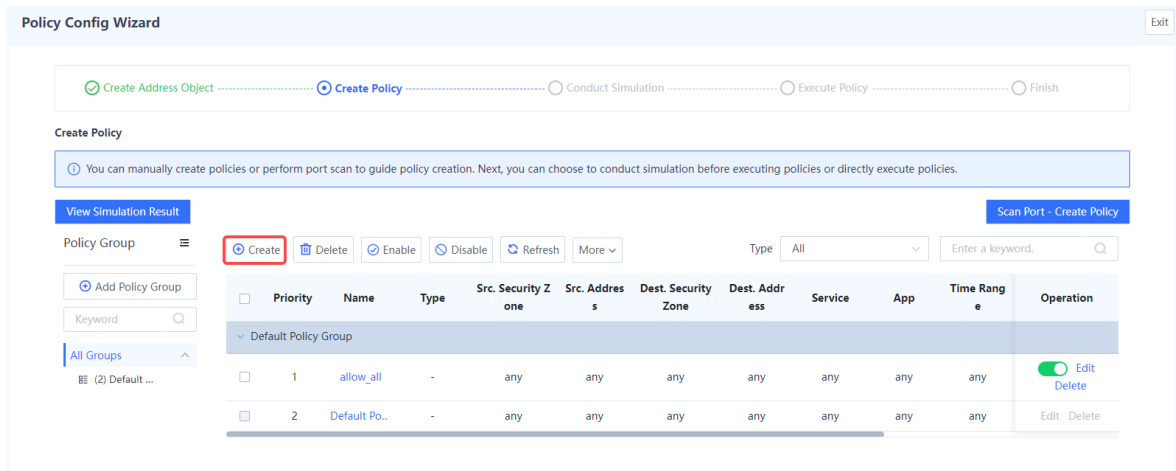 Policy Config Wizard
Exit
Create Address Object
Create Policy
Conduct Simulation
Execute Policy
Finish
Create Policy
You can manually create policies or perform port scan to guide policy creation. Next, you can choose to conduct simulation before executing policies or directly execute policies.
View Simulation Result
Scan Port - Create Policy
Policy Group
Create
Delete
Enable
Disable
Refresh
More
Type
All
Enter a keyword.
Add Policy Group
Keyword
All Groups
(2) Default ...
Priority Name Type Src. Security Z
one Src. Addres
s Dest. Security
Zone Dest. Addr
ess Service App Time Rang
e Operation
Default Policy Group
1 allow_all - any any any any any any any Edit
Delete
2 Default Po.. - any any any any any any any Edit Delete